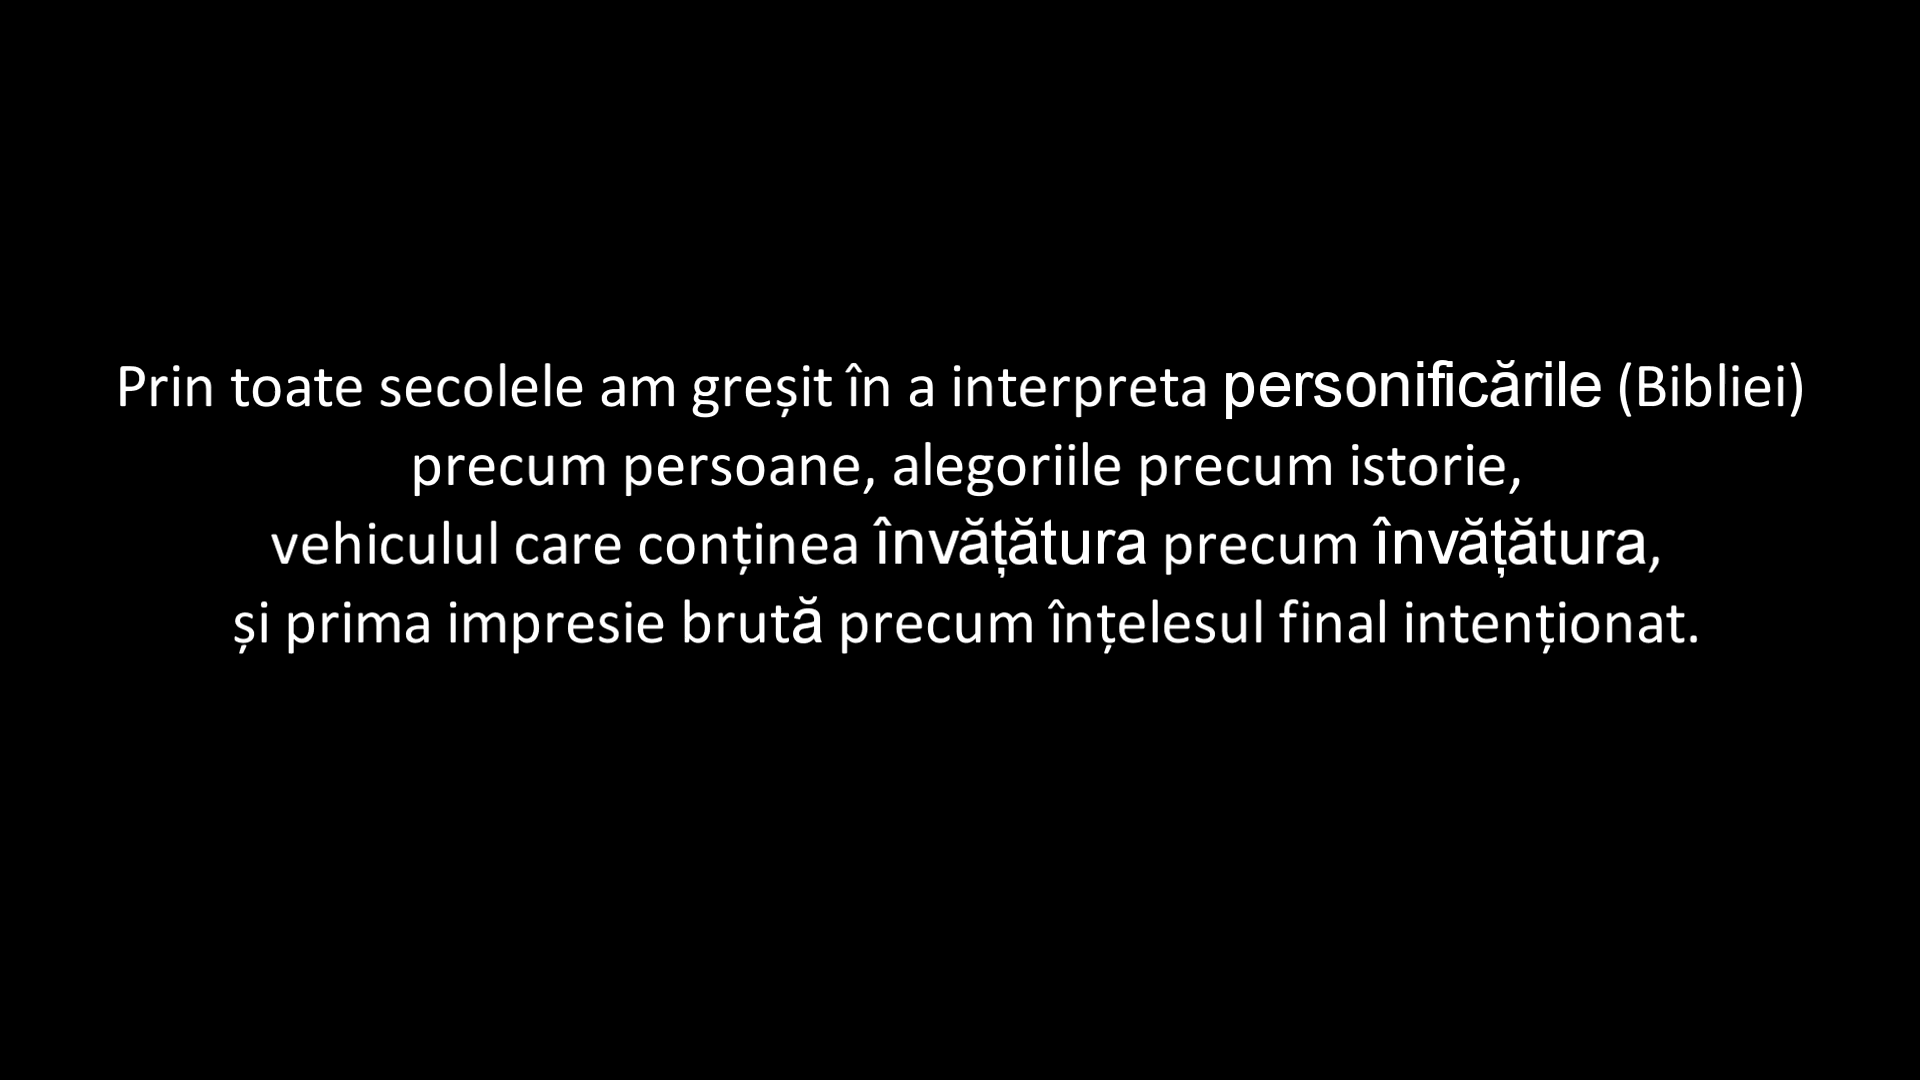 Prin toate secolele am greșit în a interpreta personificările (Bibliei)
precum persoane, alegoriile precum istorie,
vehiculul care conținea învățătura precum învățătura,
și prima impresie brută precum înțelesul final intenționat.